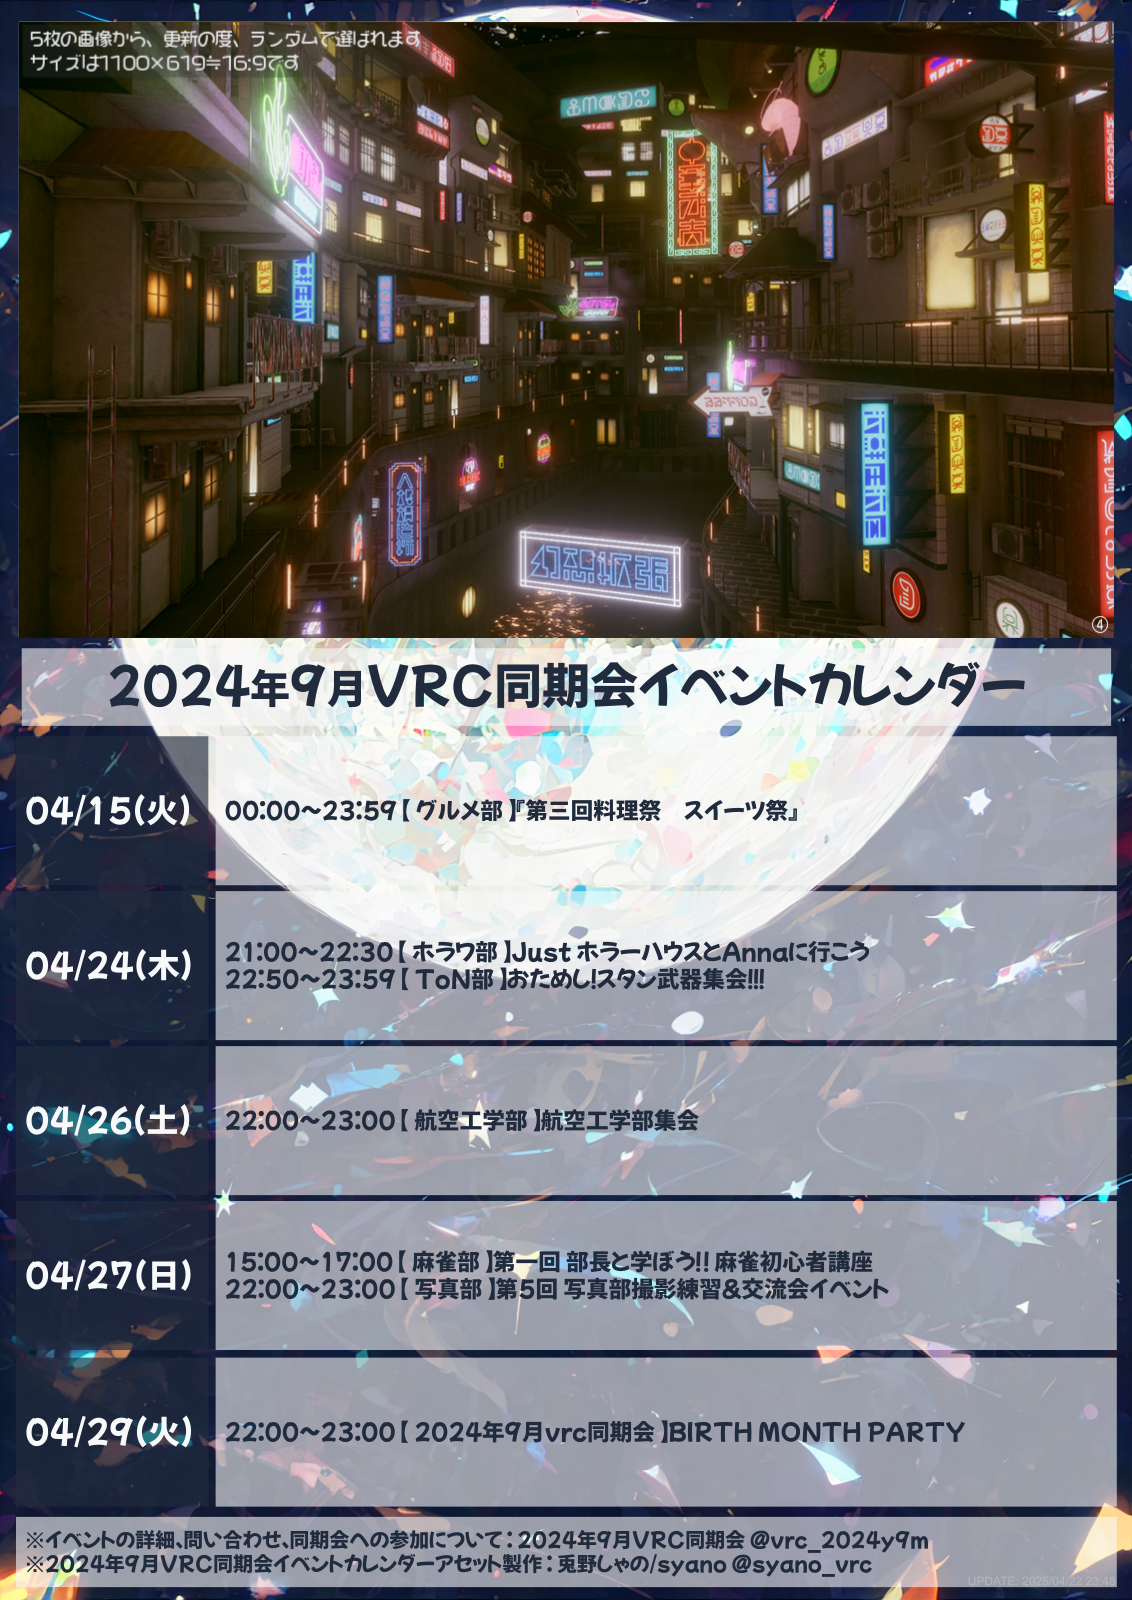 5枚の画像から、更新の度、ランダムで選ばれます
サイズは1100×619≒16:9です
幻想拡張
④
2024年9月VRC同期会イベントカレンダー
04/15(火)
00:00～23:59【 グルメ部 】『第三回料理祭　スイーツ祭』
04/24(木)
21:00～22:30【 ホラワ部 】Just ホラーハウスとAnnaに行こう
22:50～23:59【 ToN部 】おためし!スタン武器集会!!!
04/26(土)
22:00～23:00【 航空工学部 】航空工学部集会
04/27(日)
15:00～17:00【 麻雀部 】第一回 部長と学ぼう!! 麻雀初心者講座
22:00～23:00【 写真部 】第5回 写真部撮影練習&交流会イベント
04/29(火)
22:00～23:00【 2024年9月vrc同期会 】BIRTH MONTH PARTY
※イベントの詳細、問い合わせ、同期会への参加について：2024年9月VRC同期会 @vrc_2024y9m
※2024年9月VRC同期会イベントカレンダーアセット製作：兎野しゃの/syano @syano_vrc
UPDATE: 2025/04/22 23:48